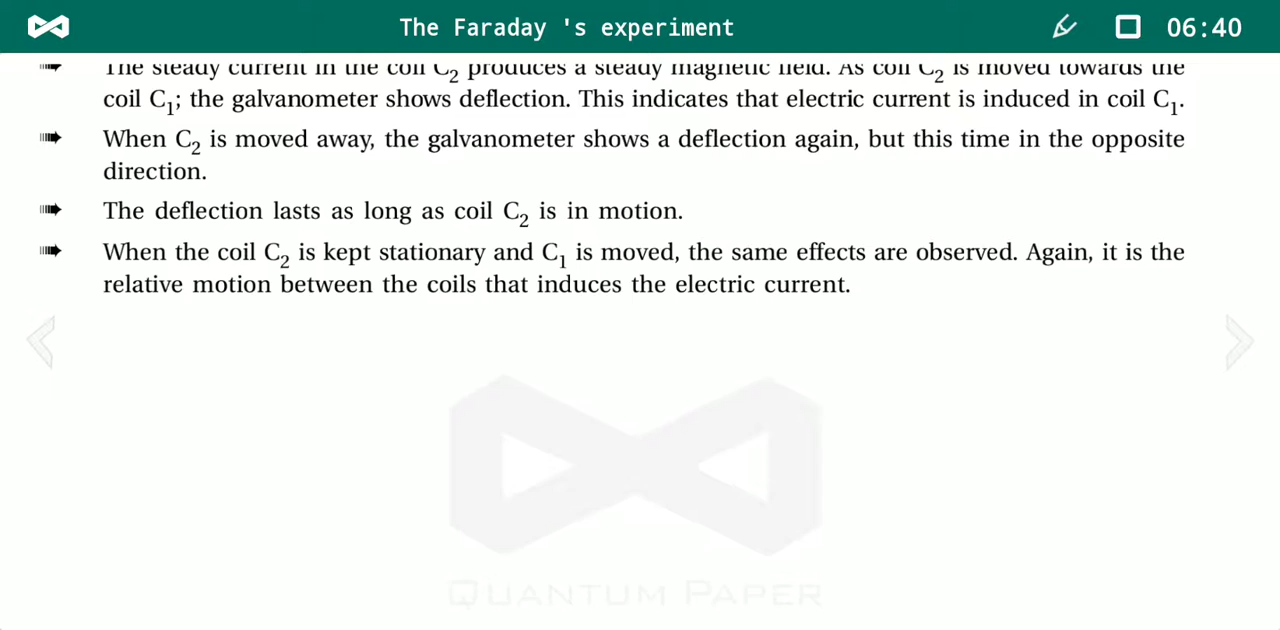 The Faraday 's experiment
06:40
The steady current in the coil C₂ produces a steady magnetic field. As coil C₂ is moved towards the
coil C₁; the galvanometer shows deflection. This indicates that electric current is induced in coil C₁.
When C₂ is moved away, the galvanometer shows a deflection again, but this time in the opposite
direction.
The deflection lasts as long as coil C₂ is in motion.
When the coil C₂ is kept stationary and C₁ is moved, the same effects are observed. Again, it is the
relative motion between the coils that induces the electric current.
QUANTUM PAPER